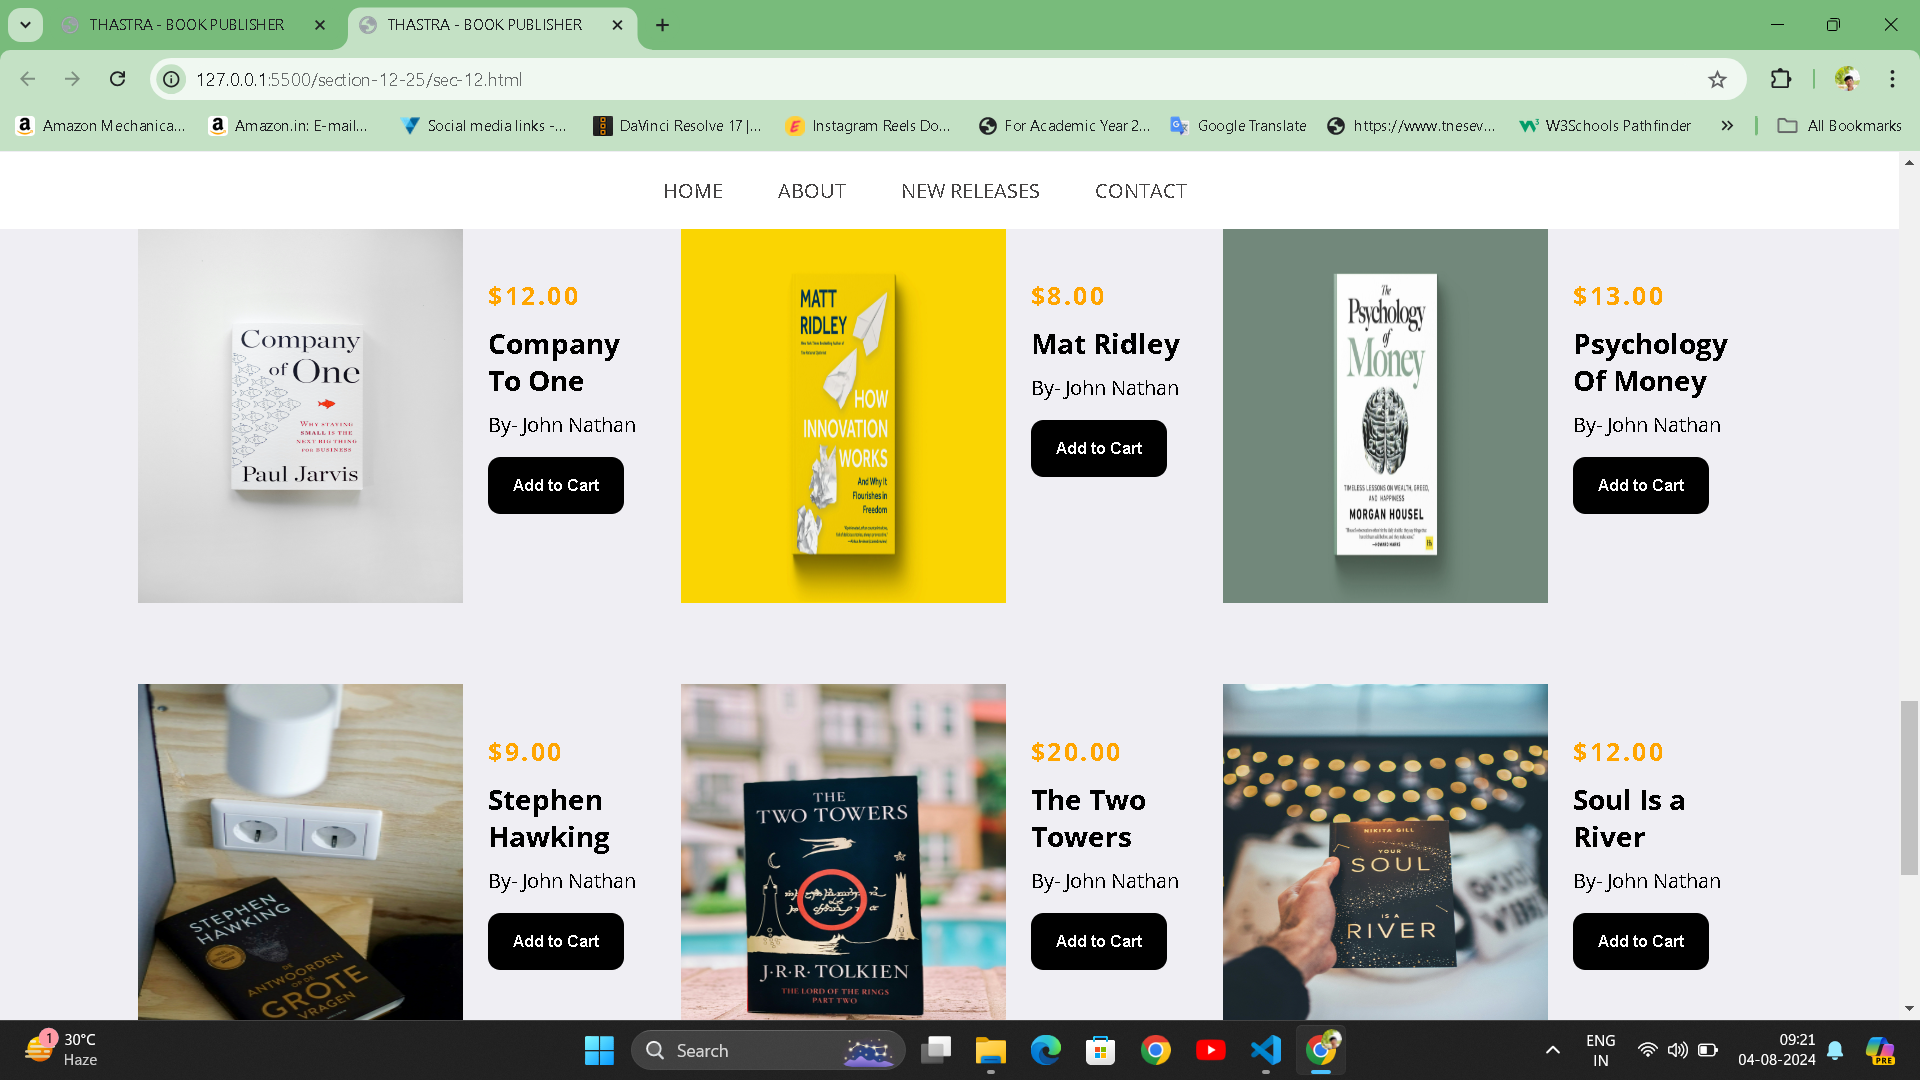 THASTRA - BOOK PUBLISHER
THASTRA - BOOK PUBLISHER
127.0.0.1:5500/section-12-25/sec-12.html
Amazon Mechanica...
Amazon.in: E-mail...
Social media links -...
DaVinci Resolve 17 |...
Instagram Reels Do...
For Academic Year 2...
Google Translate
https://www.tnesev...
W3Schools Pathfinder
All Bookmarks
HOME
ABOUT
NEW RELEASES
CONTACT
Company
of One
WHY STAYING
SMALL IS THE
NEXT BIG THING
FOR BUSINESS
Paul Jarvis
$12.00
Company
To One
By- John Nathan
Add to Cart
MATT
RIDLEY
HOW
INNOVATION
WORKS
And Why It
Flourishes in
Freedom
$8.00
Mat Ridley
By- John Nathan
Add to Cart
The
Psychology
of
Money
TIMELESS LESSONS ON WEALTH, GREED,
AND HAPPINESS
MORGAN HOUSEL
$13.00
Psychology
Of Money
By- John Nathan
Add to Cart
STEPHEN
HAWKING
DE
ANTWOORDEN
OP DE
GROTE
VRAGEN
$9.00
Stephen
Hawking
By- John Nathan
Add to Cart
THE
TWO TOWERS
J·R·R·TOLKIEN
THE LORD OF THE RINGS
PART TWO
$20.00
The Two
Towers
By- John Nathan
Add to Cart
NIKITA GILL
YOUR
SOUL
IS A
RIVER
$12.00
Soul Is a
River
By- John Nathan
Add to Cart
1
30°C
Haze
Search
PRE
ENG
IN
09:21
04-08-2024